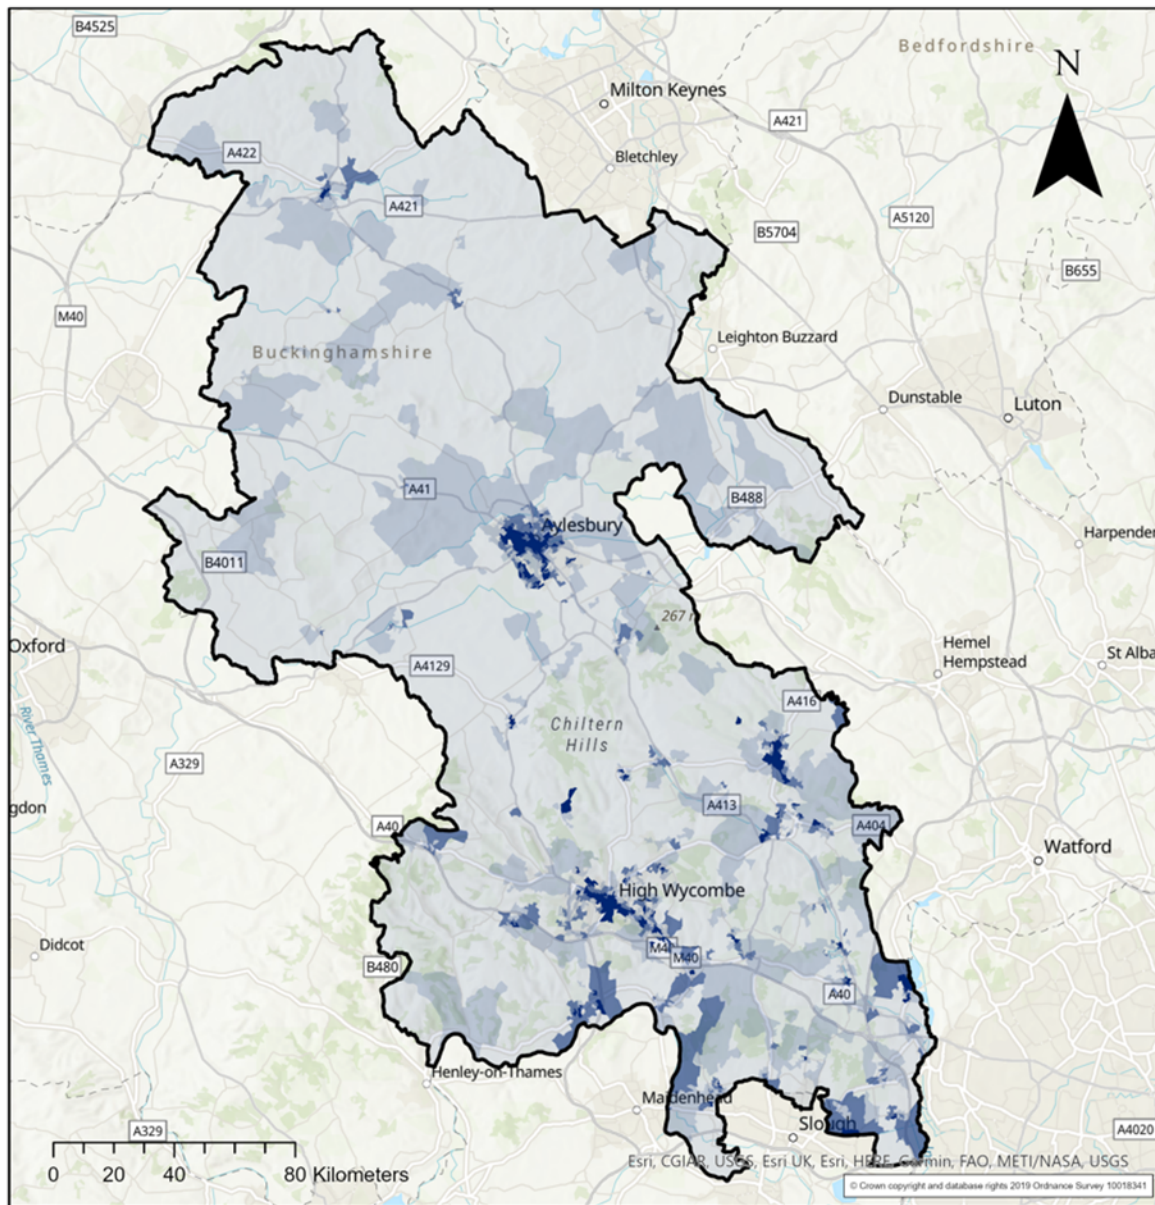 B4525
Bedfordshire
N
Milton Keynes
A421
Bletchley
A422
A421
A5120
B5704
B655
M40
Leighton Buzzard
Buckinghamshire
Dunstable
Luton
A41
B488
Aylesbury
Harpenden
B4011
267 m
Oxford
A4129
Hemel
Hempstead
St Alba
A416
River Thames
Chiltern
Hills
A329
gdon
A413
A40
A404
Watford
High Wycombe
Didcot
M40
B480
A40
Henley-on-Thames
Maidenhead
Slough
A329
A4020
0 20 40 80 Kilometers
Esri, CGIAR, USGS, Esri UK, Esri, HERE, Garmin, FAO, METI/NASA, USGS
© Crown copyright and database rights 2019 Ordnance Survey 10018341